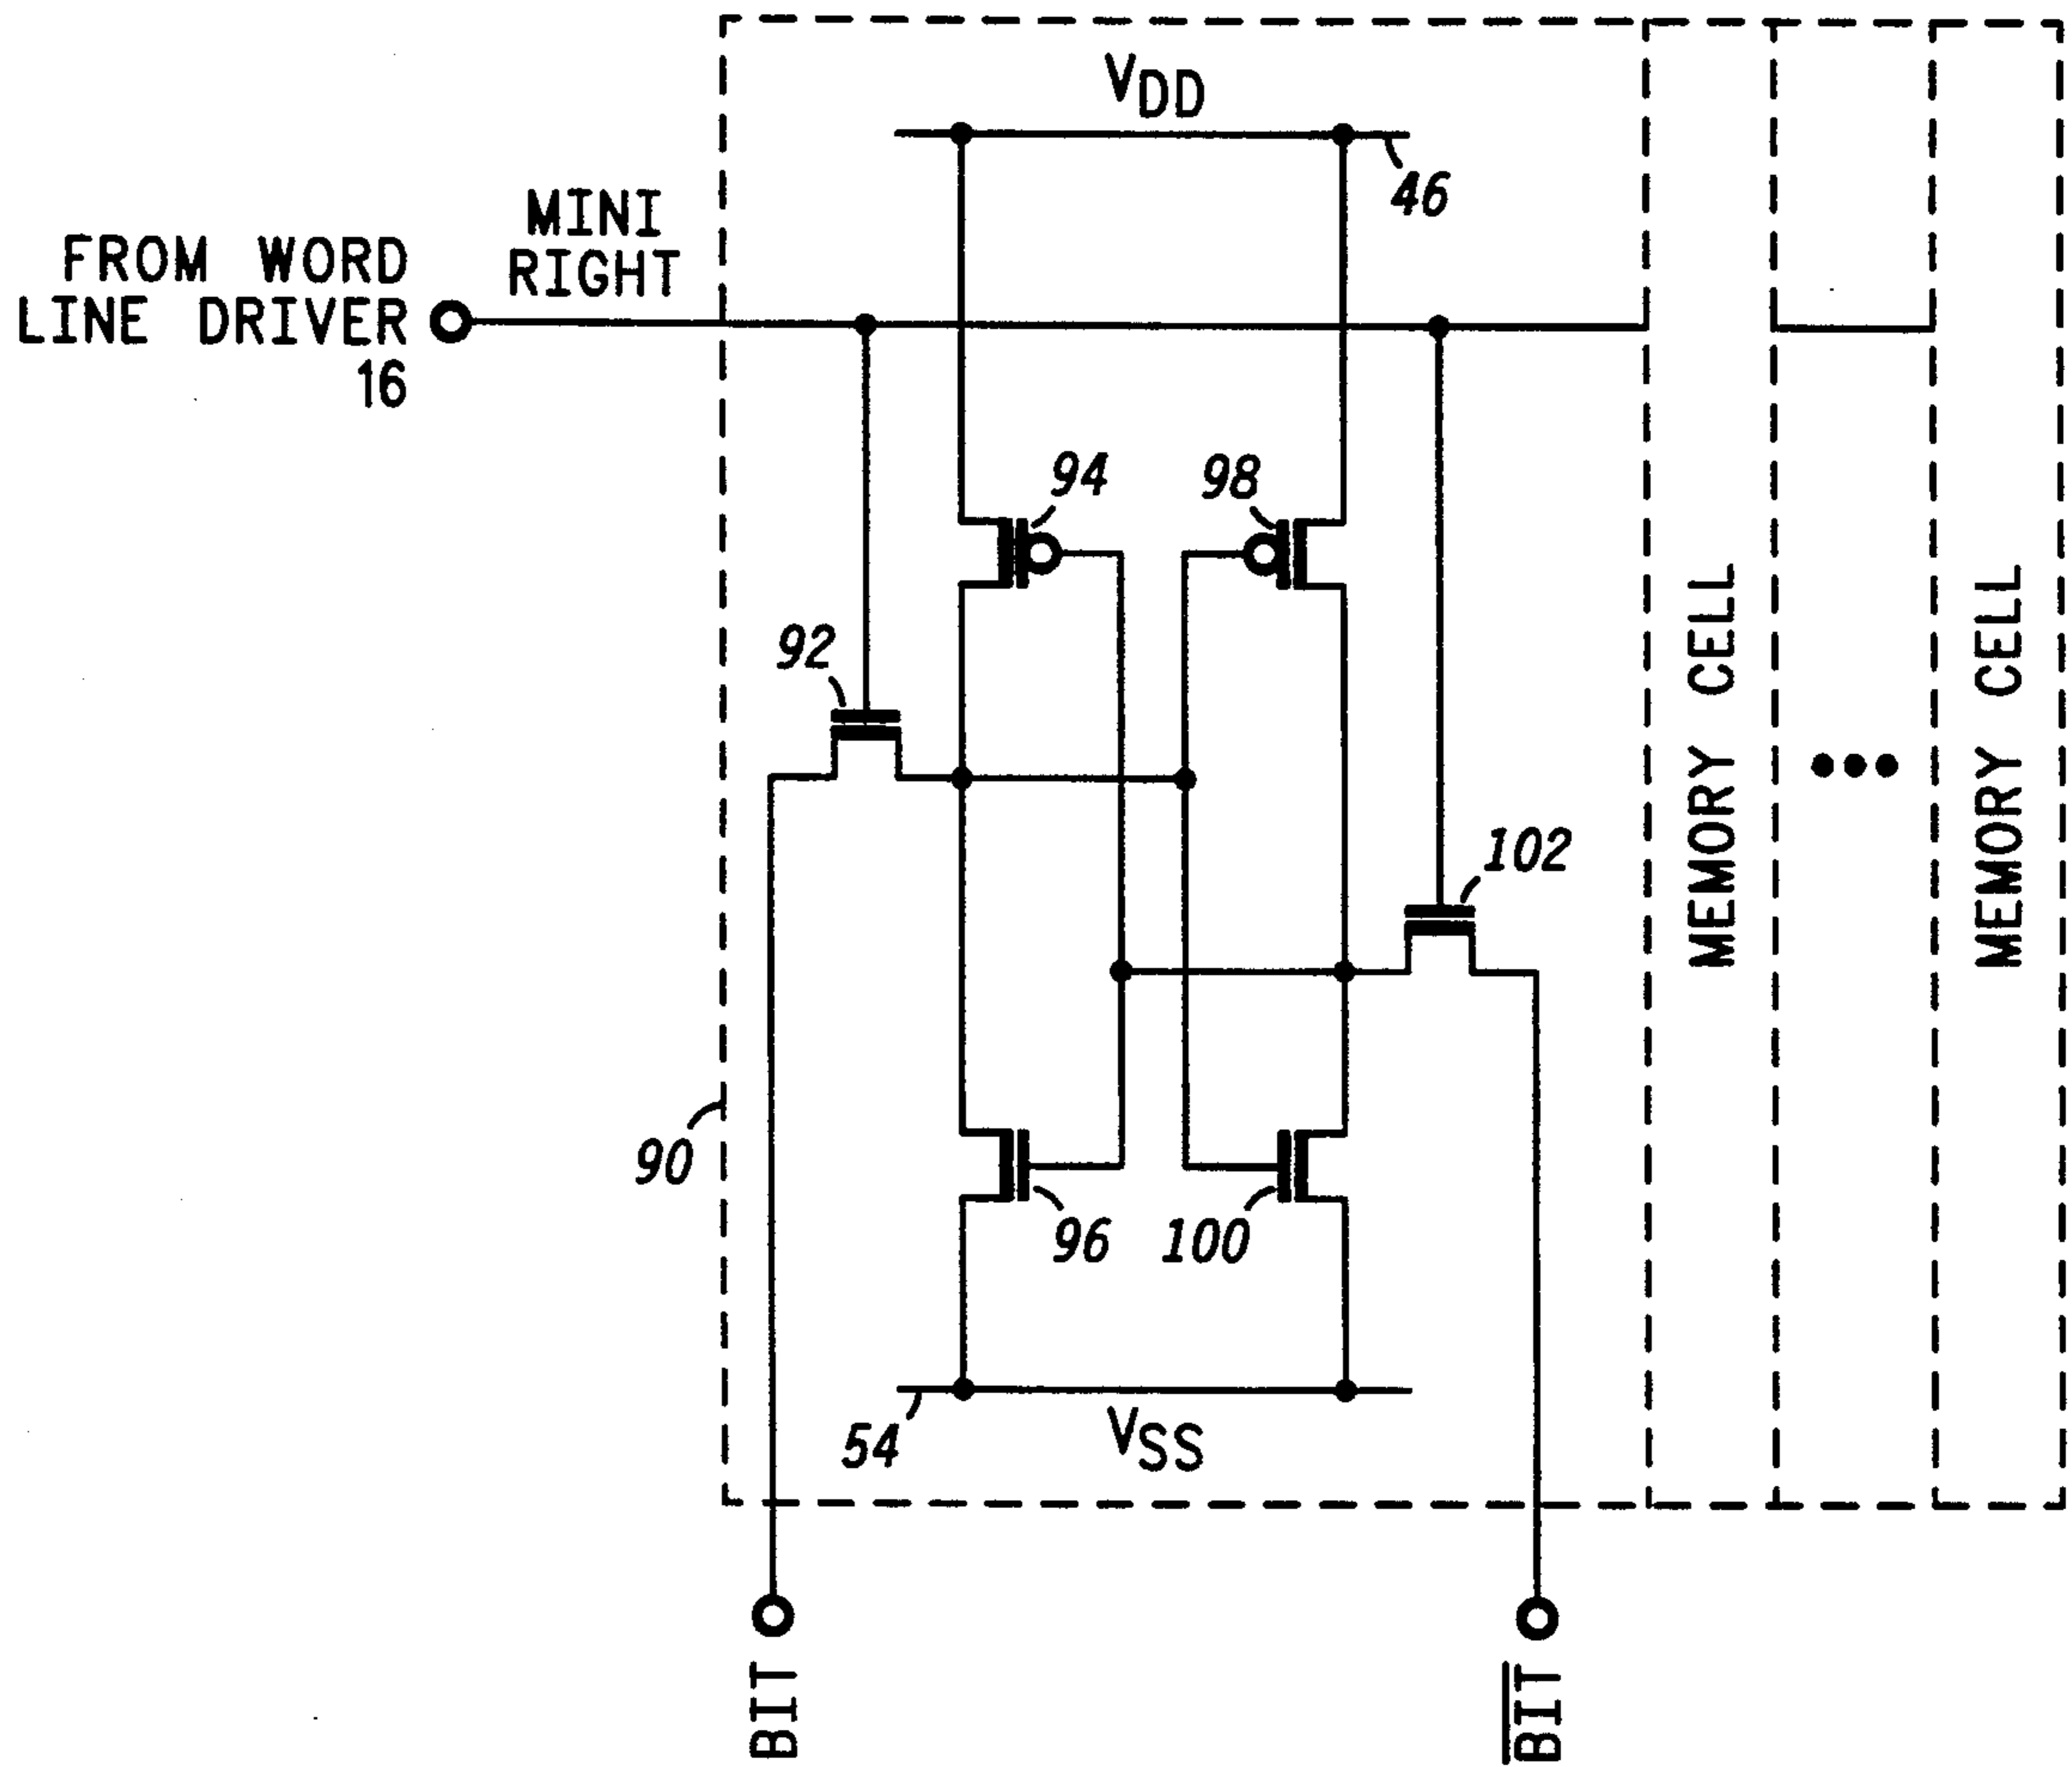 VDD
46
MINI
RIGHT
FROM WORD
LINE DRIVER
16
94
98
92
102
MEMORY CELL
•••
MEMORY CELL
90
96
100
54
VSS
BIT
B̅I̅T̅